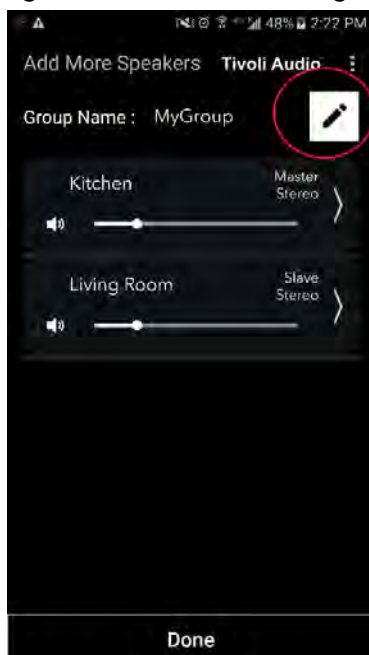 48% 2:22 PM
Add More Speakers Tivoli Audio
Group Name : MyGroup
Kitchen
Master
Stereo
Living Room
Slave
Stereo
Done